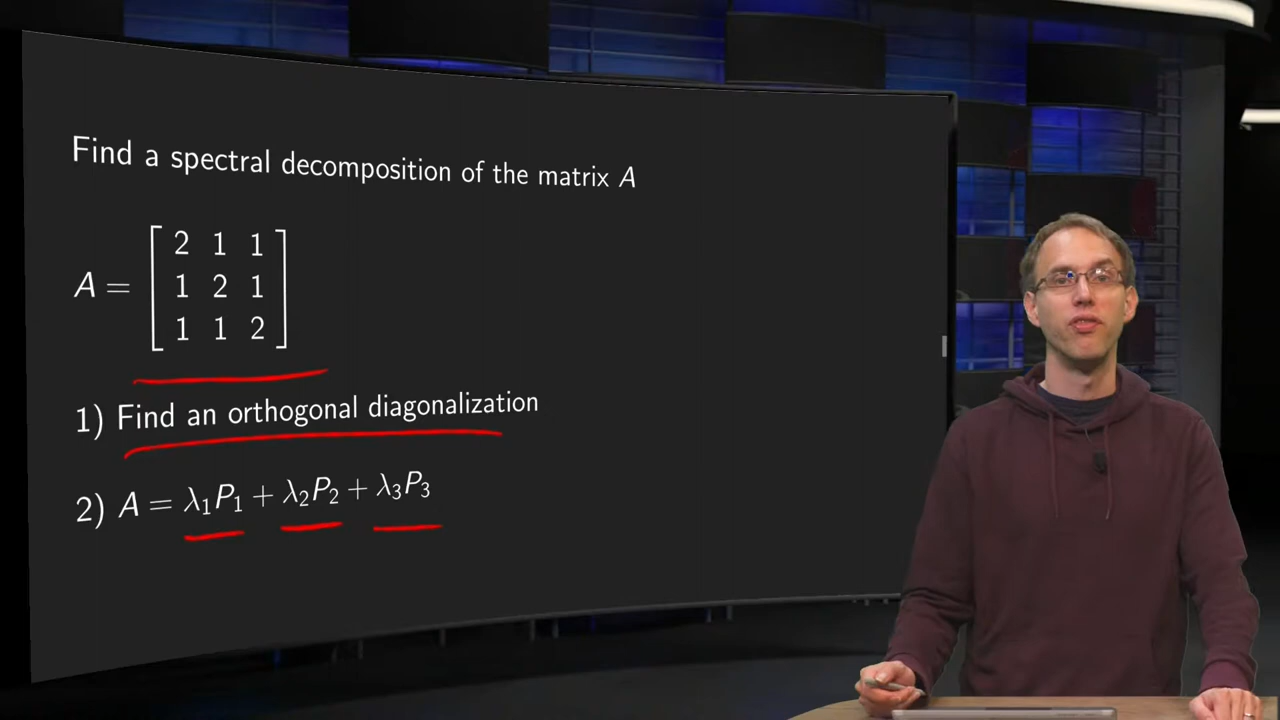 Find a spectral decomposition of the matrix A
A = [ 2 1 1
1 2 1
1 1 2 ]
1) Find an orthogonal diagonalization
2) A = λ₁P₁ + λ₂P₂ + λ₃P₃